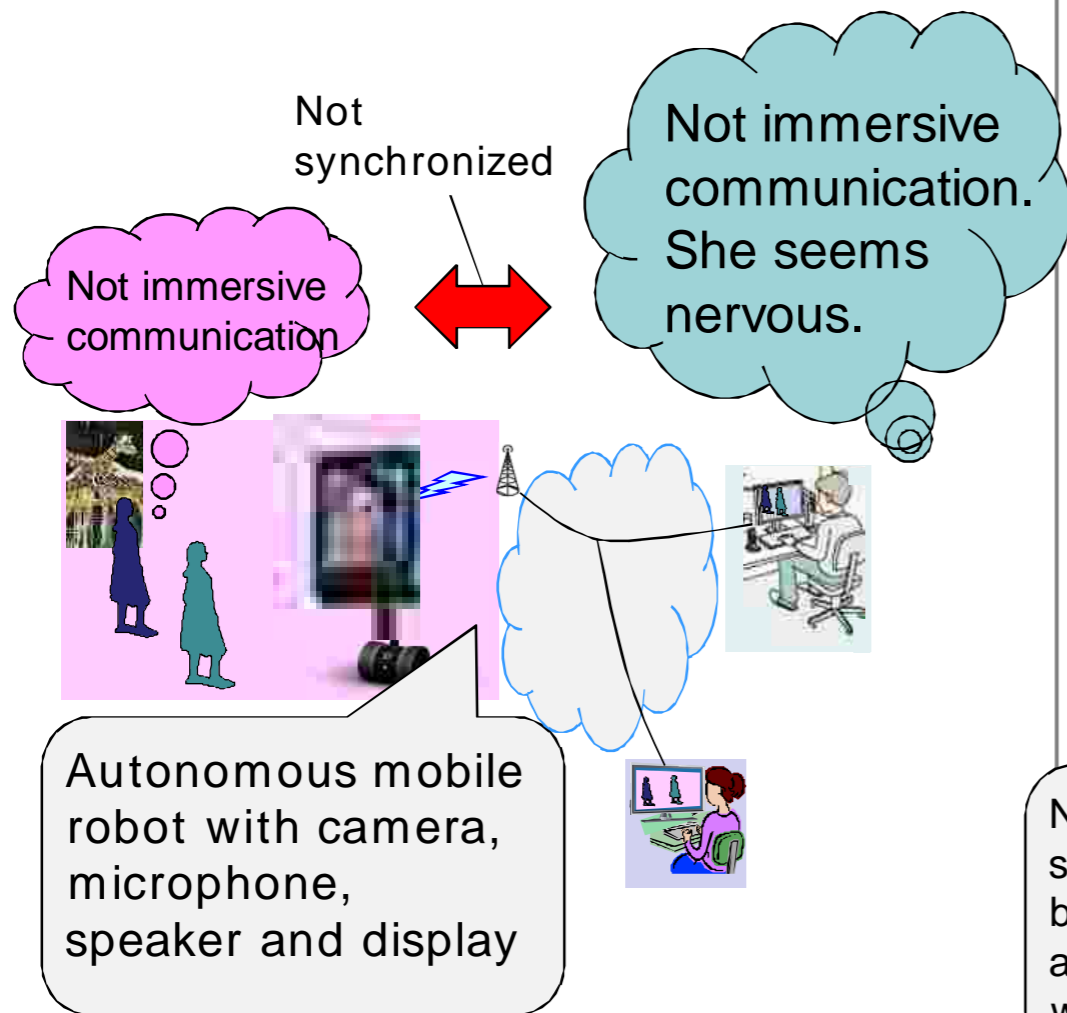 Not
synchronized
Not immersive
communication.
She seems
nervous.
Not immersive
communication
Autonomous mobile
robot with camera,
microphone,
speaker and display